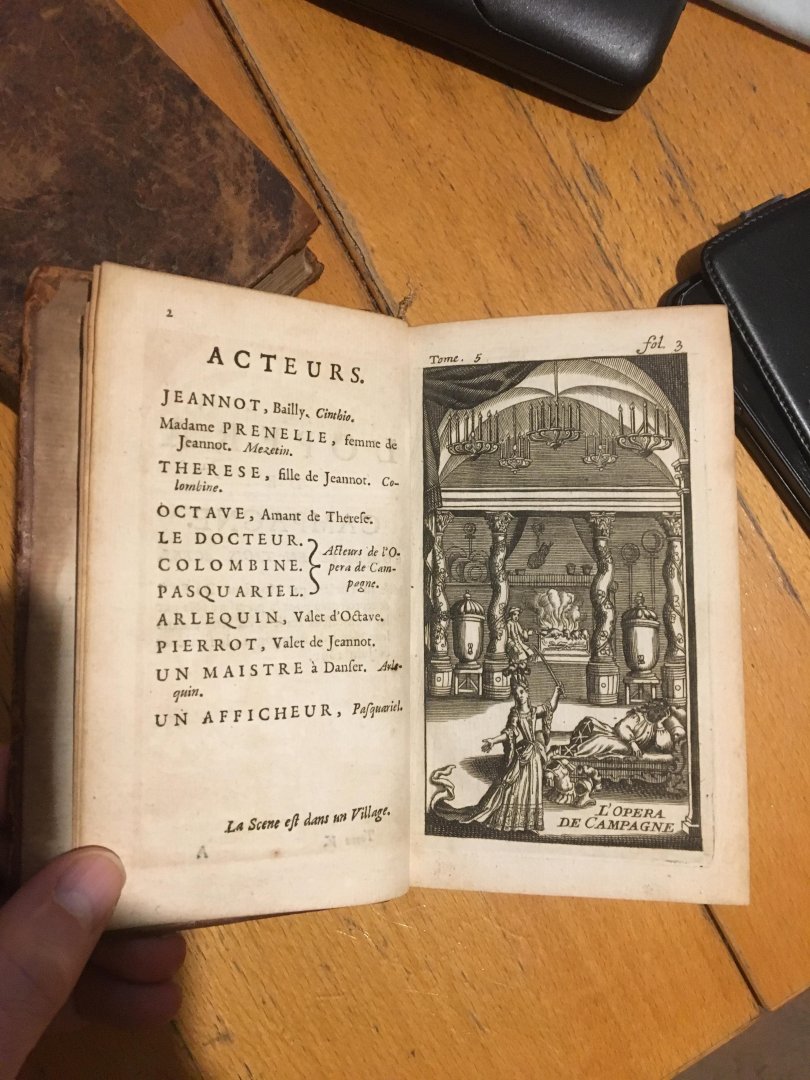 2
ACTEURS.
JEANNOT, Bailly. Cinthio.
Madame PRENELLE, femme de
Jeannot. Mezetin.
THERESE, fille de Jeannot. Co-
lombine.
OCTAVE, Amant de Therese.
LE DOCTEUR.
COLOMBINE.
PASQUARIEL.
Acteurs de l'O-
pera de Cam-
pagne.
ARLEQUIN, Valet d'Octave.
PIERROT, Valet de Jeannot.
UN MAISTRE à Danser. Arle-
quin.
UN AFFICHEUR, Pasquariel.
La Scene est dans un Village.
Tome. 5
fol. 3
L'OPERA
DE CAMPAGNE